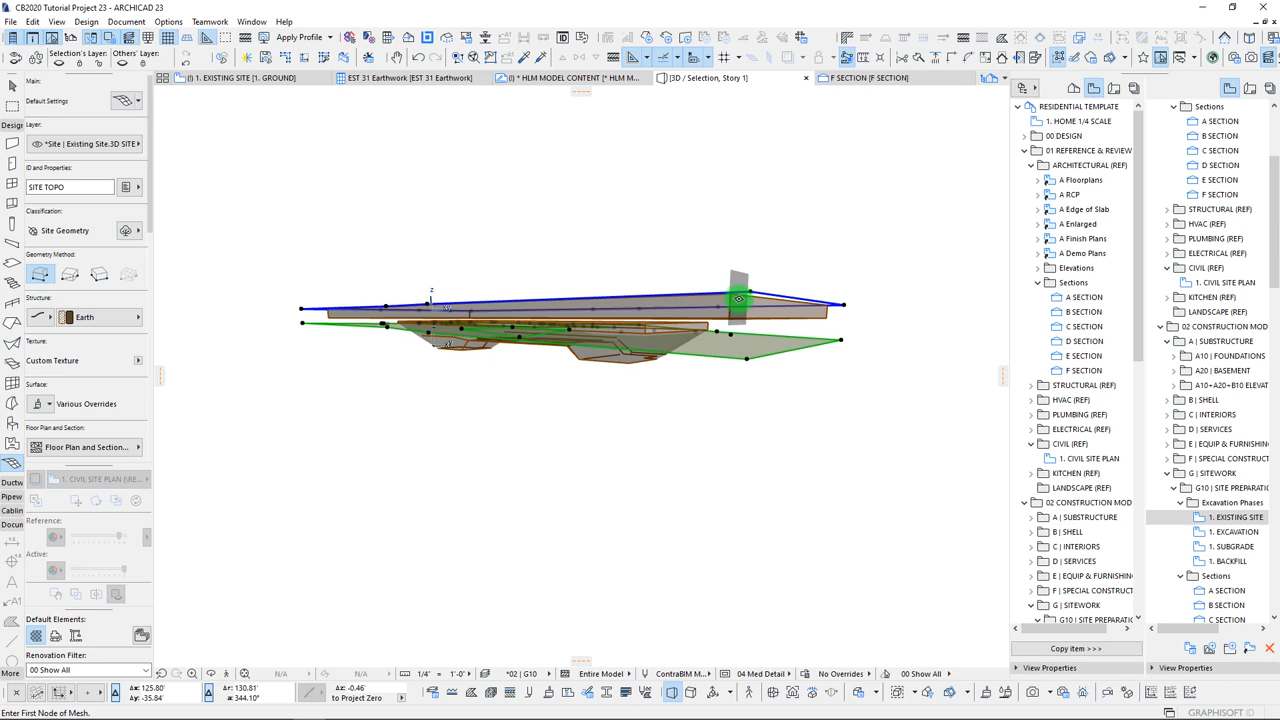 CB2020 Tutorial Project 23 - ARCHICAD 23
File Edit View Design Document Options Teamwork Window Help
Apply Profile
Selection's Layer: Others' Layer:
(I) 1. EXISTING SITE [1. GROUND]
EST 31 Earthwork [EST 31 Earthwork]
(I) * HLM MODEL CONTENT [* HLM M...
[3D / Selection, Story 1]
F SECTION [F SECTION]
Main:
Default Settings
Layer:
*Site | Existing Site.3D SITE
ID and Properties:
SITE TOPO
Classification:
Site Geometry
Geometry Method:
Structure:
Earth
Texture:
Custom Texture
Surface:
Various Overrides
Floor Plan and Section:
Floor Plan and Section...
1. CIVIL SITE PLAN (\RE...
Reference:
Active:
Default Elements:
Renovation Filter:
00 Show All
Design
Ductw
Pipew
Cablin
Docum
More
z
RESIDENTIAL TEMPLATE
1. HOME 1/4 SCALE
00 DESIGN
01 REFERENCE & REVIEW
ARCHITECTURAL (REF)
A Floorplans
A RCP
A Edge of Slab
A Enlarged
A Finish Plans
A Demo Plans
Elevations
Sections
A SECTION
B SECTION
C SECTION
D SECTION
E SECTION
F SECTION
STRUCTURAL (REF)
HVAC (REF)
PLUMBING (REF)
ELECTRICAL (REF)
CIVIL (REF)
1. CIVIL SITE PLAN
KITCHEN (REF)
LANDSCAPE (REF)
02 CONSTRUCTION MOD
A | SUBSTRUCTURE
B | SHELL
C | INTERIORS
D | SERVICES
E | EQUIP & FURNISHIN
F | SPECIAL CONSTRUCT
G | SITEWORK
G10 | SITE PREPARATI
Copy item >>>
View Properties
Sections
A SECTION
B SECTION
C SECTION
D SECTION
E SECTION
F SECTION
STRUCTURAL (REF)
HVAC (REF)
PLUMBING (REF)
ELECTRICAL (REF)
CIVIL (REF)
1. CIVIL SITE PLAN
KITCHEN (REF)
LANDSCAPE (REF)
02 CONSTRUCTION MOD
A | SUBSTRUCTURE
A10 | FOUNDATIONS
A20 | BASEMENT
A10+A20+B10 ELEVAT
B | SHELL
C | INTERIORS
D | SERVICES
E | EQUIP & FURNISHING
F | SPECIAL CONSTRUCT
G | SITEWORK
G10 | SITE PREPARATIO
Excavation Phases
1. EXISTING SITE
1. EXCAVATION
1. SUBGRADE
1. BACKFILL
Sections
A SECTION
B SECTION
C SECTION
View Properties
N/A N/A 1/4" = 1'-0" *02 | G10 Entire Model ContraBIM M... 04 Med Detail No Overrides 00 Show All
Δx: 125.80' Δr: 130.81' Δz: -0.46'
Δy: -35.84' a: 344.10° to Project Zero
Enter First Node of Mesh.
GRAPHISOFT ID